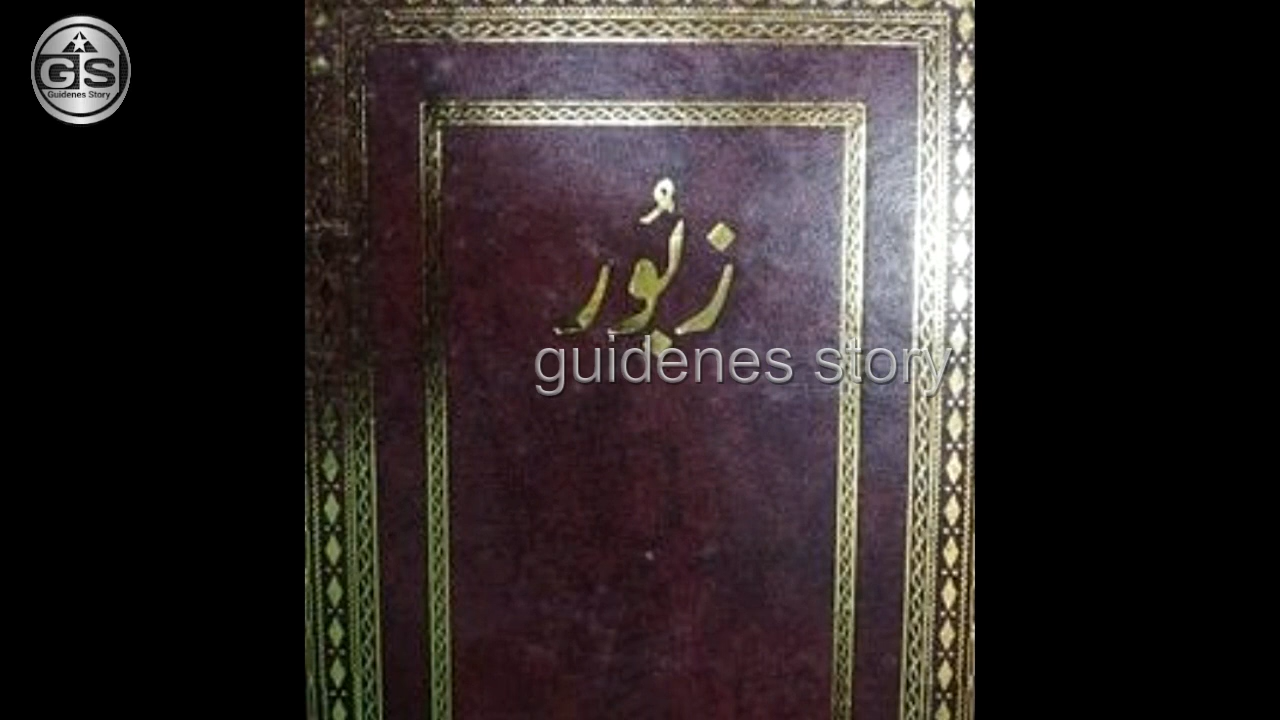 GS
Guidenes Story
زبُور
guidenes story